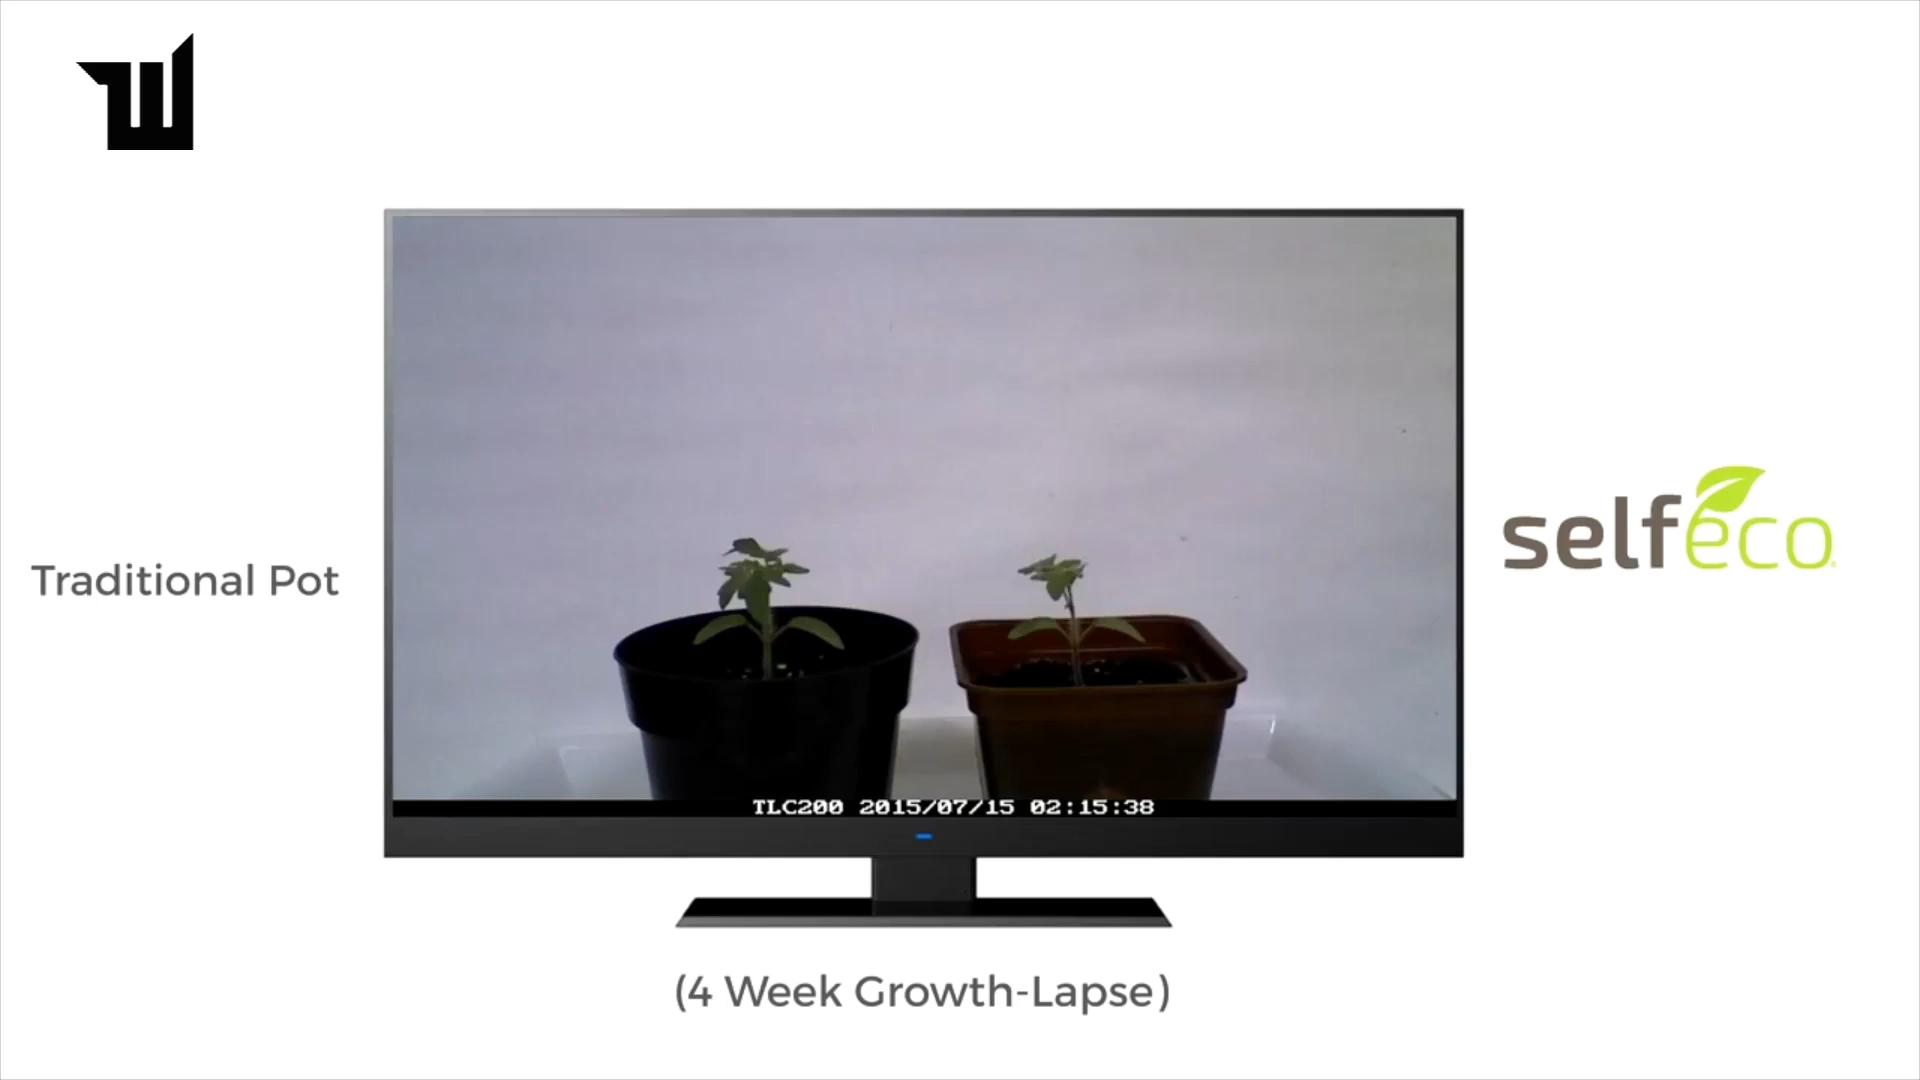 Traditional Pot
selfeco
TLC200 2015/07/15 02:15:38
(4 Week Growth-Lapse)